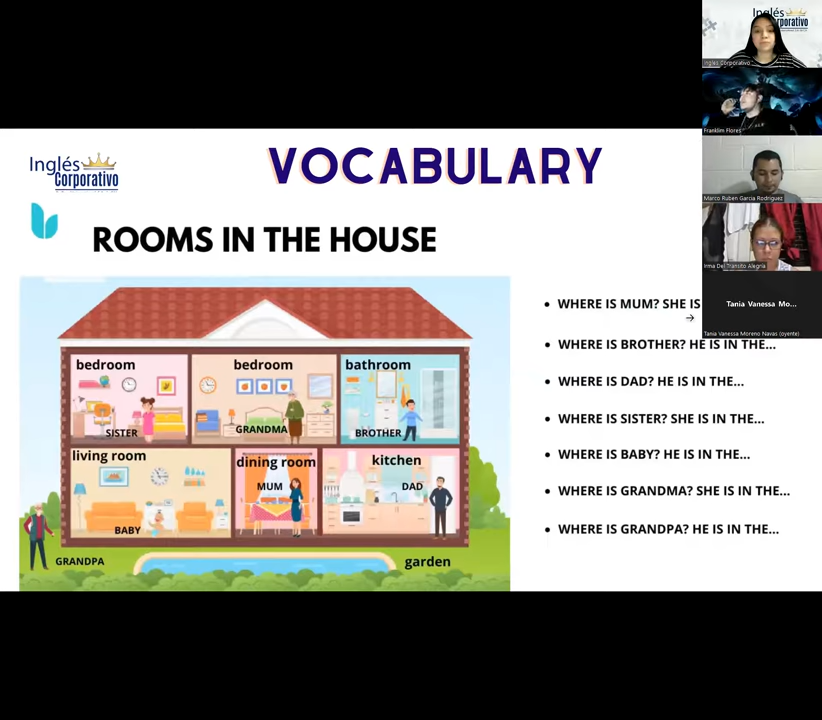 Inglés
Corporativo
VOCABULARY
ROOMS IN THE HOUSE
bedroom
bedroom
bathroom
SISTER
GRANDMA
BROTHER
living room
dining room
kitchen
MUM
DAD
BABY
GRANDPA
garden
• WHERE IS MUM? SHE IS
• WHERE IS BROTHER? HE IS IN THE...
• WHERE IS DAD? HE IS IN THE...
• WHERE IS SISTER? SHE IS IN THE...
• WHERE IS BABY? HE IS IN THE...
• WHERE IS GRANDMA? SHE IS IN THE...
• WHERE IS GRANDPA? HE IS IN THE...
Inglés Corporativo
Franklim Flores
Marco Ruben Garcia Rodriguez
Irma Del Transito Alegria
Tania Vanessa Mo...
Tania Vanessa Moreno Navas (oyente)